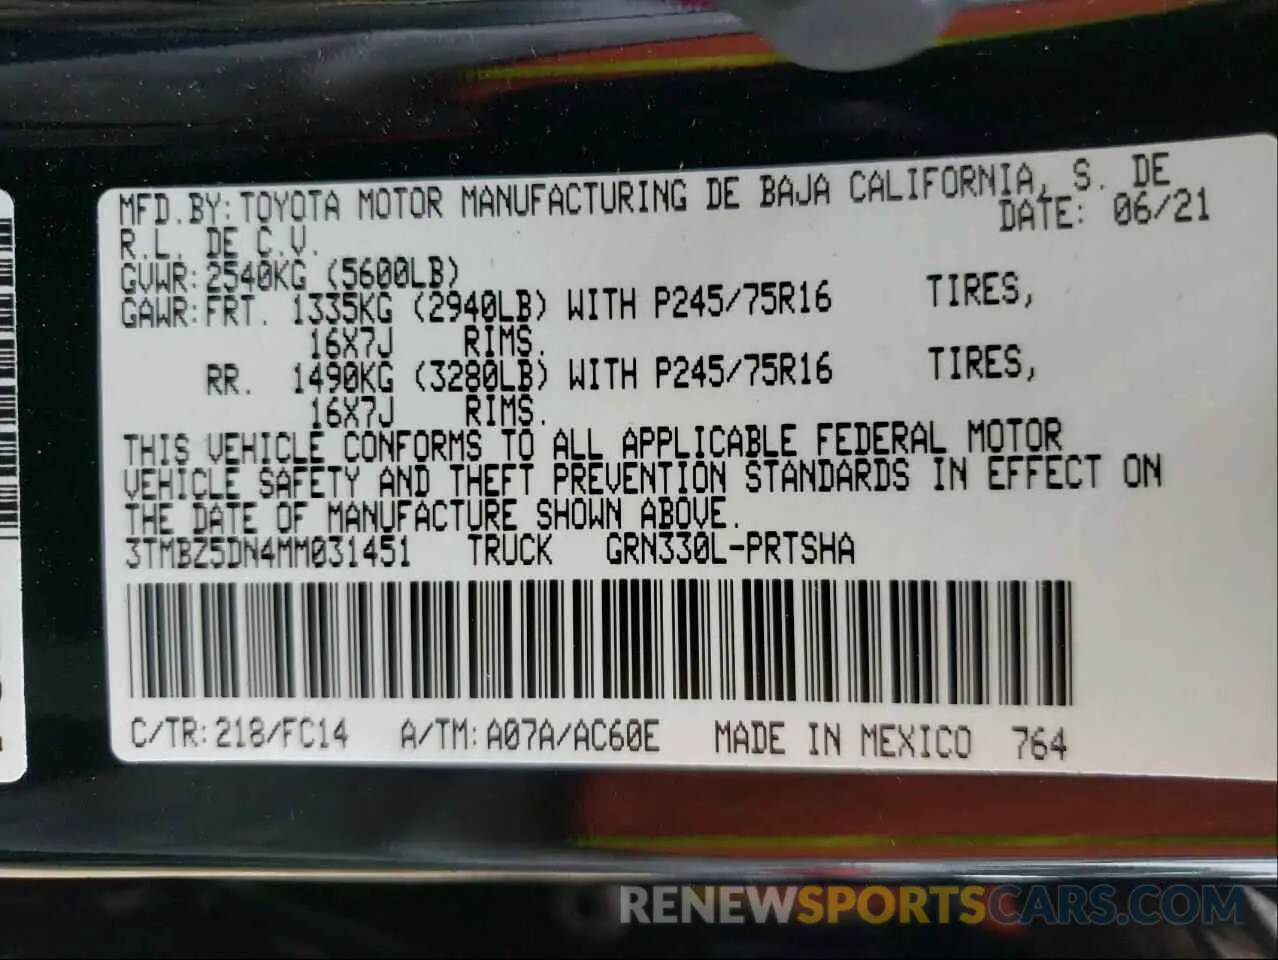 MFD.BY:TOYOTA MOTOR MANUFACTURING DE BAJA CALIFORNIA, S. DE
R.L. DE C.V. DATE: 06/21
GVWR:2540KG (5600LB)
GAWR:FRT. 1335KG (2940LB) WITH P245/75R16 TIRES,
16X7J RIMS.
RR. 1490KG (3280LB) WITH P245/75R16 TIRES,
16X7J RIMS.
THIS VEHICLE CONFORMS TO ALL APPLICABLE FEDERAL MOTOR
VEHICLE SAFETY AND THEFT PREVENTION STANDARDS IN EFFECT ON
THE DATE OF MANUFACTURE SHOWN ABOVE.
3TMBZ5DN4MM031451 TRUCK GRN330L-PRTSHA
C/TR:218/FC14 A/TM:A07A/AC60E MADE IN MEXICO 764
RENEWSPORTSCARS.COM